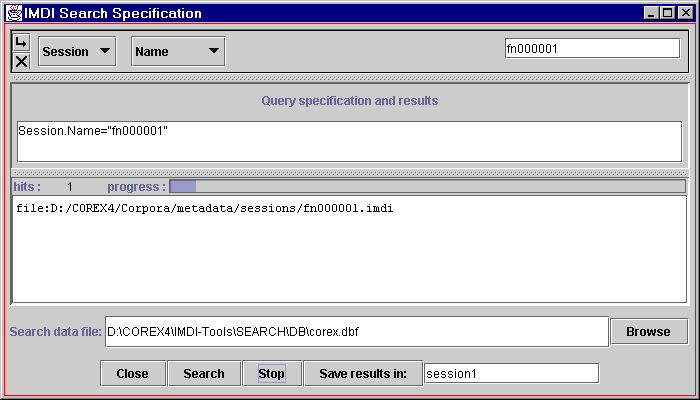 IMDI Search Specification
Session Name fn000001
Query specification and results
Session.Name="fn000001"
hits : 1 progress :
file:D:/COREX4/Corpora/metadata/sessions/fn000001.imdi
Search data file: D:\COREX4\IMDI-Tools\SEARCH\DB\corex.dbf Browse
Close Search Stop Save results in: session1